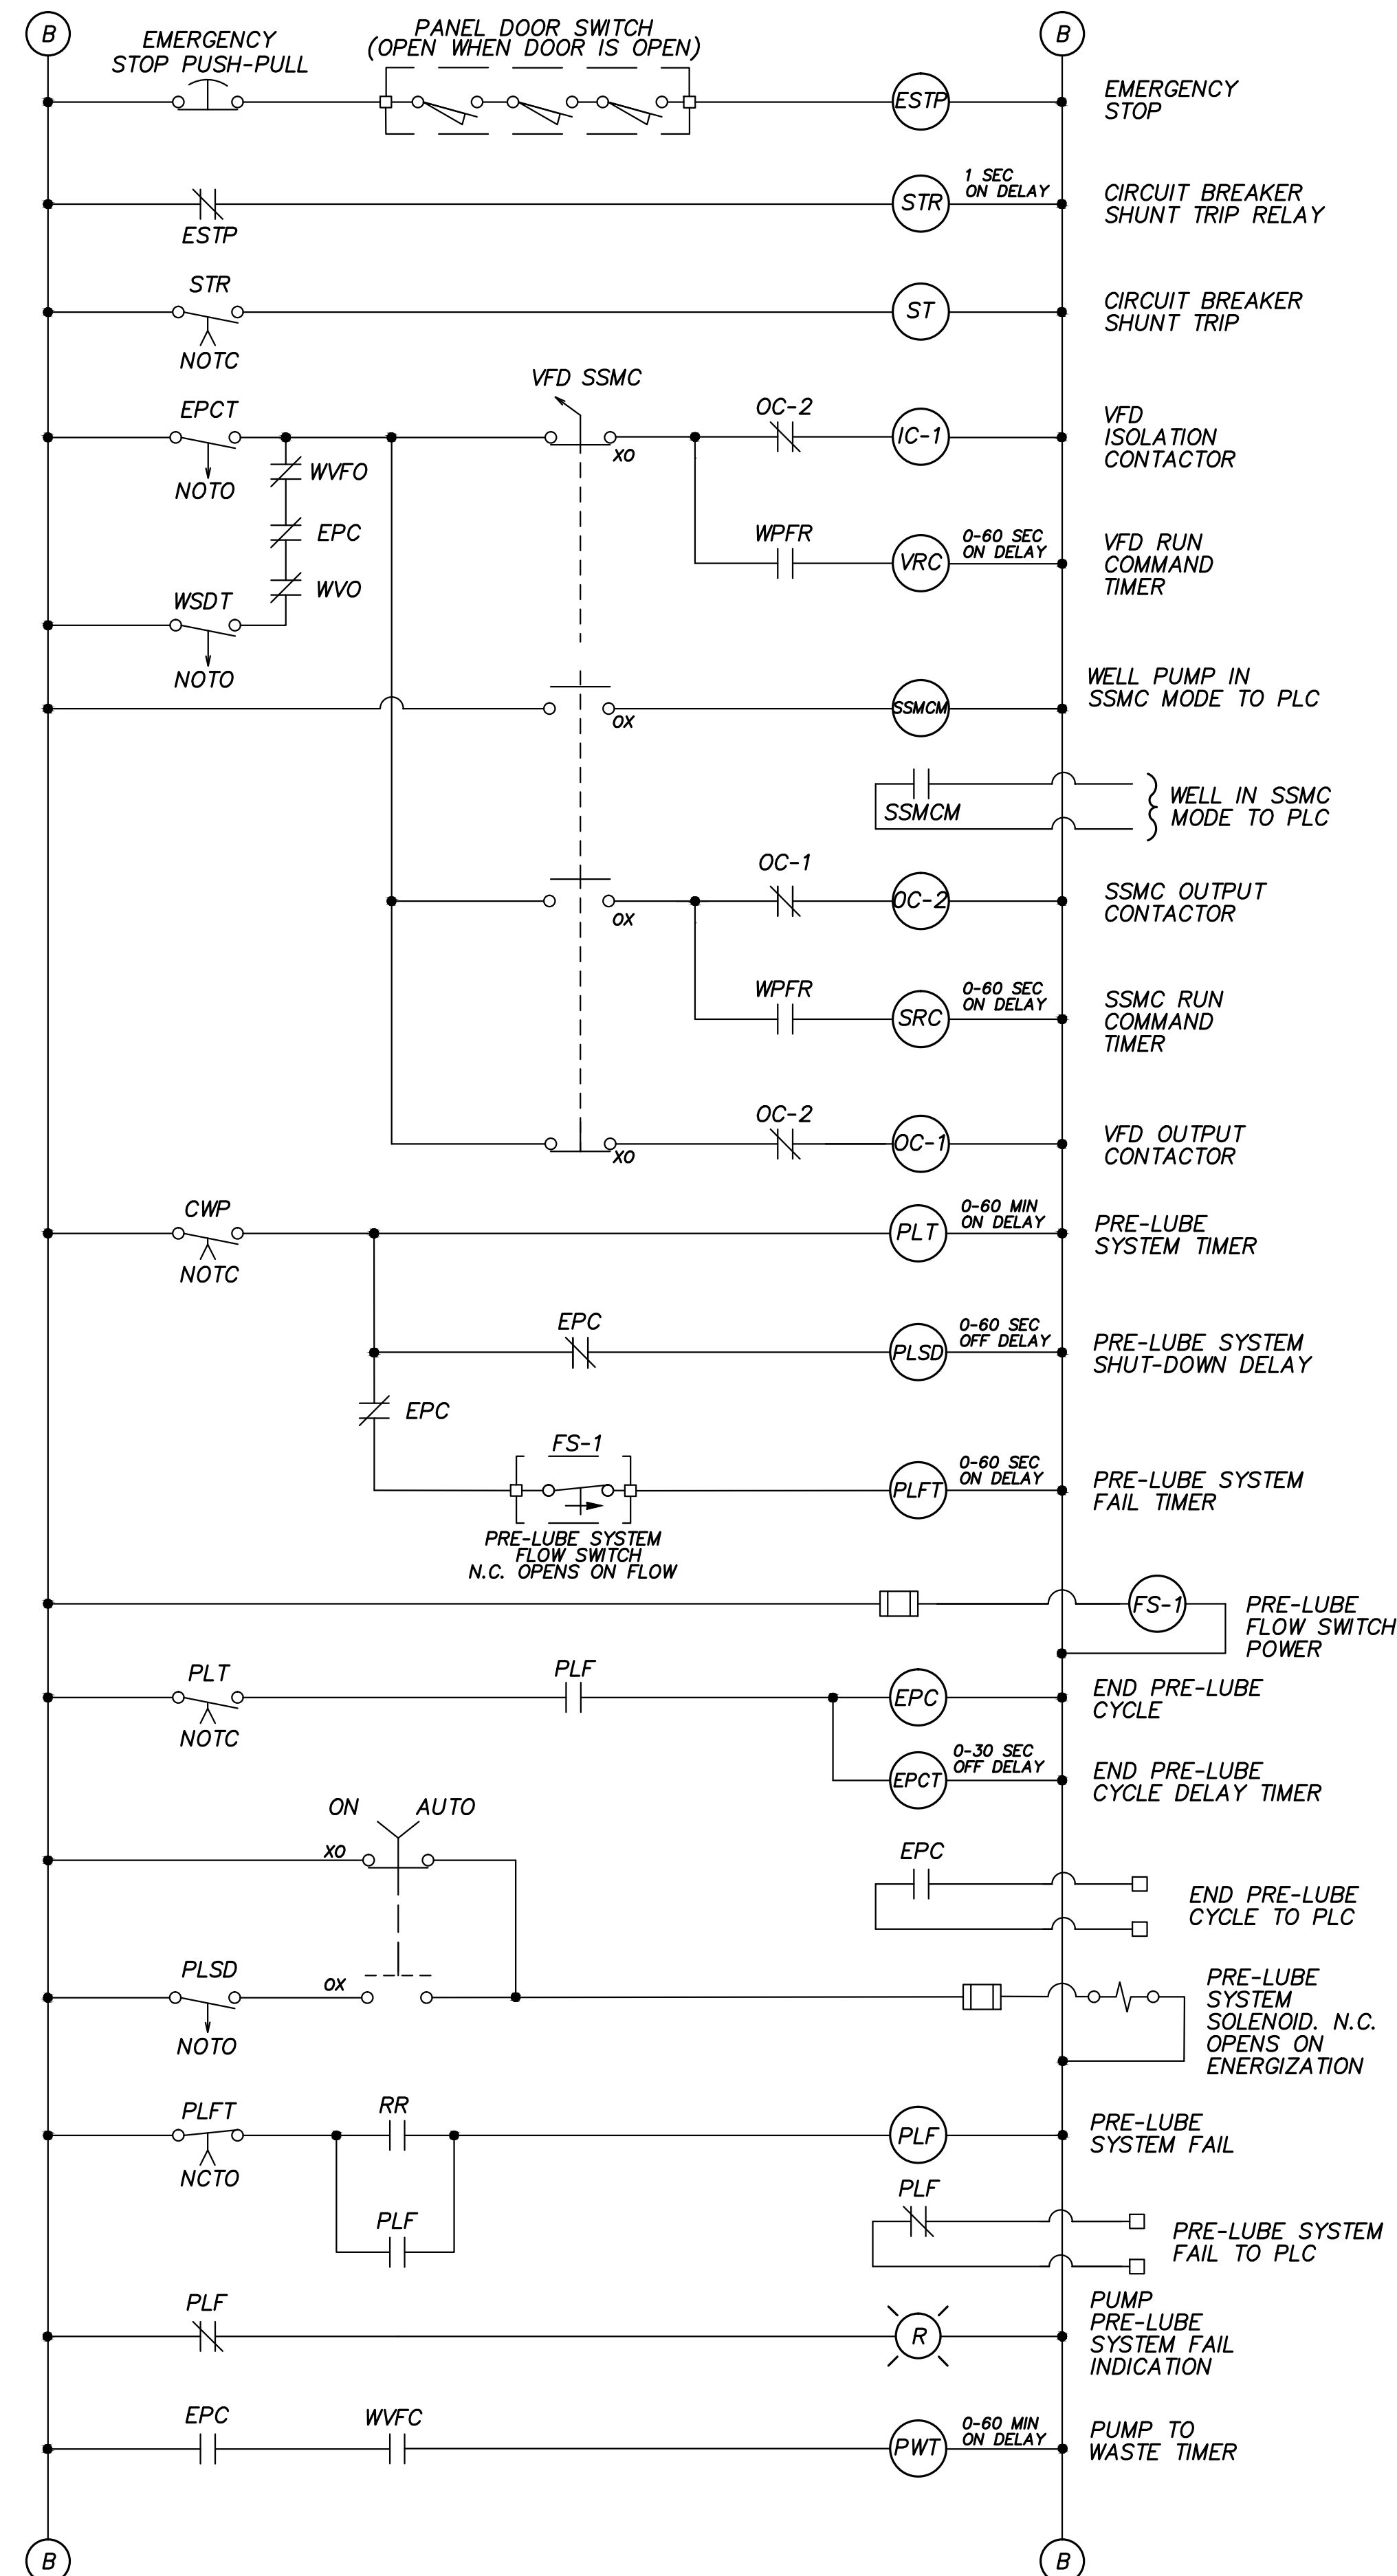 B
B
EMERGENCY
STOP PUSH-PULL
PANEL DOOR SWITCH
(OPEN WHEN DOOR IS OPEN)
ESTP
EMERGENCY
STOP
ESTP
STR
1 SEC
ON DELAY
CIRCUIT BREAKER
SHUNT TRIP RELAY
STR
NOTC
ST
CIRCUIT BREAKER
SHUNT TRIP
VFD SSMC
EPCT
NOTO
XO
OC-2
IC-1
VFD
ISOLATION
CONTACTOR
WVFO
EPC
WVO
WPFR
VRC
0-60 SEC
ON DELAY
VFD RUN
COMMAND
TIMER
WSDT
NOTO
OX
SSMCM
WELL PUMP IN
SSMC MODE TO PLC
SSMCM
WELL IN SSMC
MODE TO PLC
OX
OC-1
OC-2
SSMC OUTPUT
CONTACTOR
WPFR
SRC
0-60 SEC
ON DELAY
SSMC RUN
COMMAND
TIMER
XO
OC-2
OC-1
VFD OUTPUT
CONTACTOR
CWP
NOTC
PLT
0-60 MIN
ON DELAY
PRE-LUBE
SYSTEM TIMER
EPC
PLSD
0-60 SEC
OFF DELAY
PRE-LUBE SYSTEM
SHUT-DOWN DELAY
EPC
FS-1
PRE-LUBE SYSTEM
FLOW SWITCH
N.C. OPENS ON FLOW
PLFT
0-60 SEC
ON DELAY
PRE-LUBE SYSTEM
FAIL TIMER
FS-1
PRE-LUBE
FLOW SWITCH
POWER
PLT
NOTC
PLF
EPC
END PRE-LUBE
CYCLE
EPCT
0-30 SEC
OFF DELAY
END PRE-LUBE
CYCLE DELAY TIMER
ON AUTO
XO
EPC
END PRE-LUBE
CYCLE TO PLC
PLSD
NOTO
OX
PRE-LUBE
SYSTEM
SOLENOID. N.C.
OPENS ON
ENERGIZATION
PLFT
NCTO
RR
PLF
PLF
PRE-LUBE
SYSTEM FAIL
PLF
PRE-LUBE SYSTEM
FAIL TO PLC
PLF
R
PUMP
PRE-LUBE
SYSTEM FAIL
INDICATION
EPC
WVFC
PWT
0-60 MIN
ON DELAY
PUMP TO
WASTE TIMER
B
B